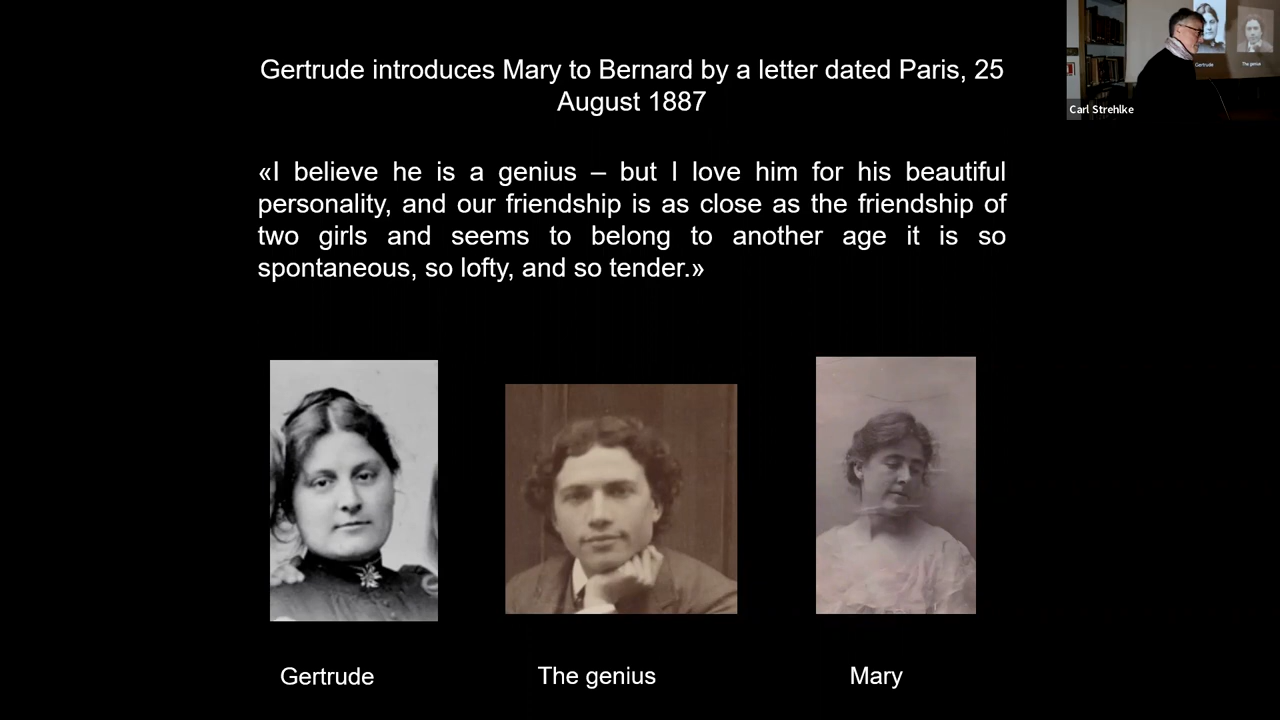 Gertrude introduces Mary to Bernard by a letter dated Paris, 25
August 1887
«I believe he is a genius – but I love him for his beautiful
personality, and our friendship is as close as the friendship of
two girls and seems to belong to another age it is so
spontaneous, so lofty, and so tender.»
Gertrude
The genius
Mary
Carl Strehlke
Gertrude
The genius